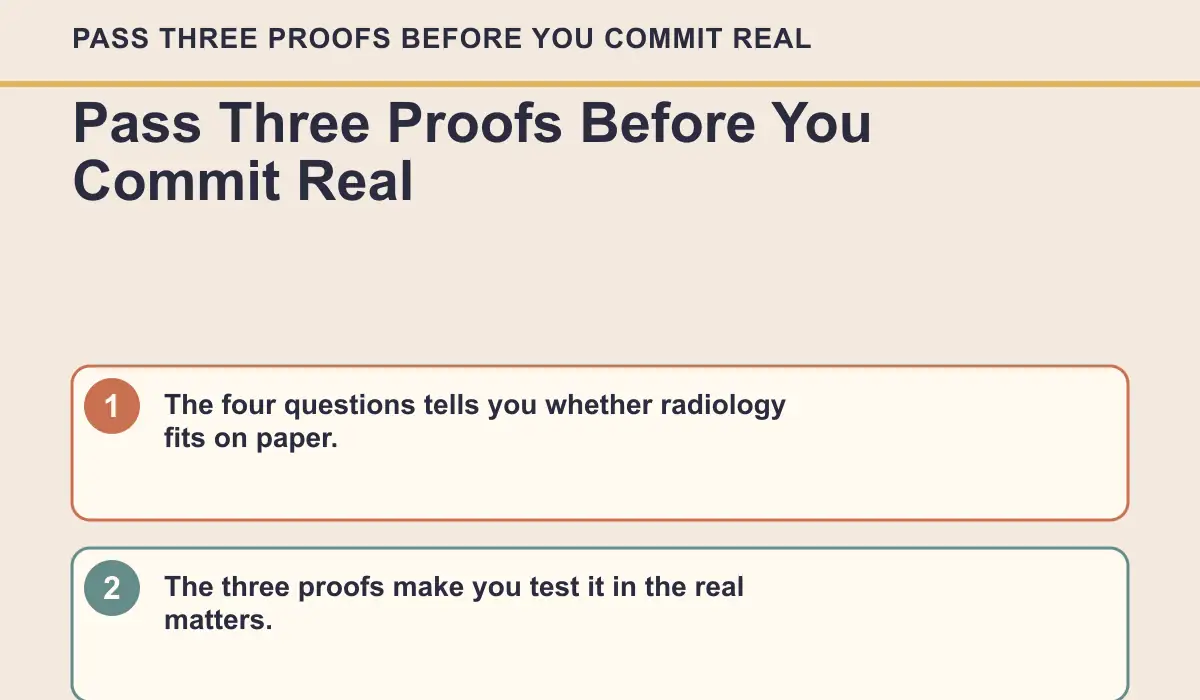 PASS THREE PROOFS BEFORE YOU COMMIT REAL
Pass Three Proofs Before You
Commit Real
1
The four questions tells you whether radiology
fits on paper.
2
The three proofs make you test it in the real
matters.